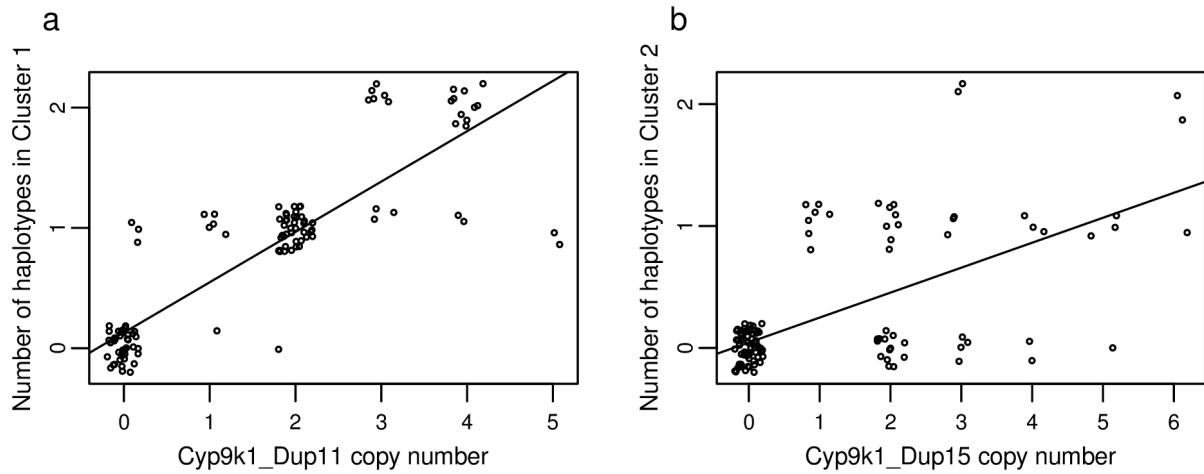 a
Number of haplotypes in Cluster 1
2
1
0
0 1 2 3 4 5
Cyp9k1_Dup11 copy number
b
Number of haplotypes in Cluster 2
2
1
0
0 1 2 3 4 5 6
Cyp9k1_Dup15 copy number